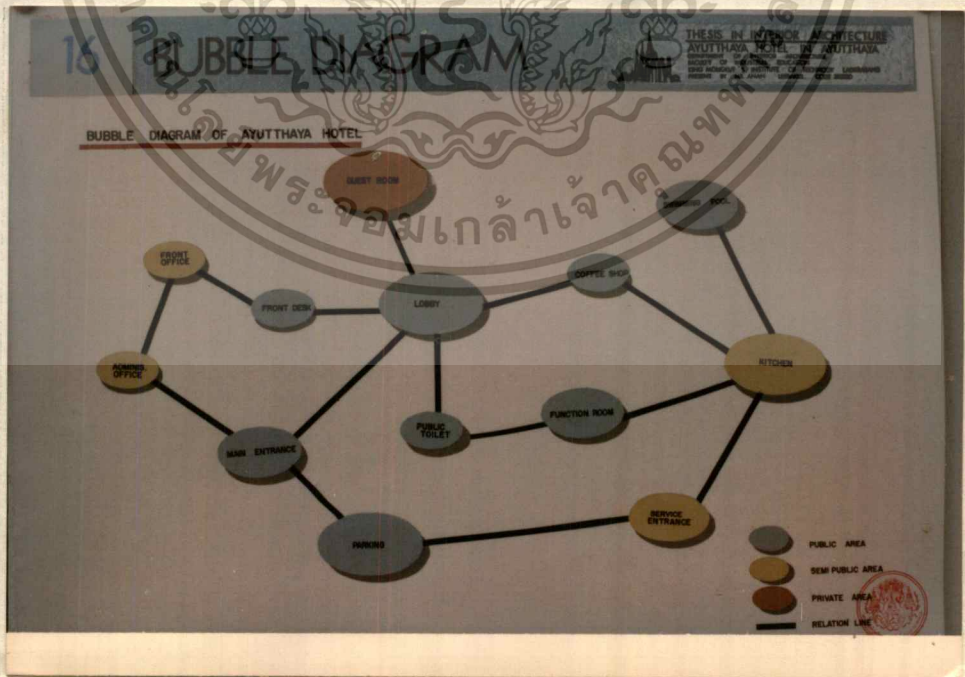 16 BUBBLE DIAGRAM
THESIS IN INTERIOR ARCHITECTURE
AYUTTHAYA HOTEL IN AYUTTHAYA
BUBBLE DIAGRAM OF AYUTTHAYA HOTEL
GUEST ROOM
SWIMMING POOL
FRONT
OFFICE
COFFEE SHOP
FRONT DESK
LOBBY
ADMINIS.
OFFICE
KITCHEN
PUBLIC
TOILET
FUNCTION ROOM
MAIN ENTRANCE
SERVICE
ENTRANCE
PARKING
PUBLIC AREA
SEMI PUBLIC AREA
PRIVATE AREA
RELATION LINE